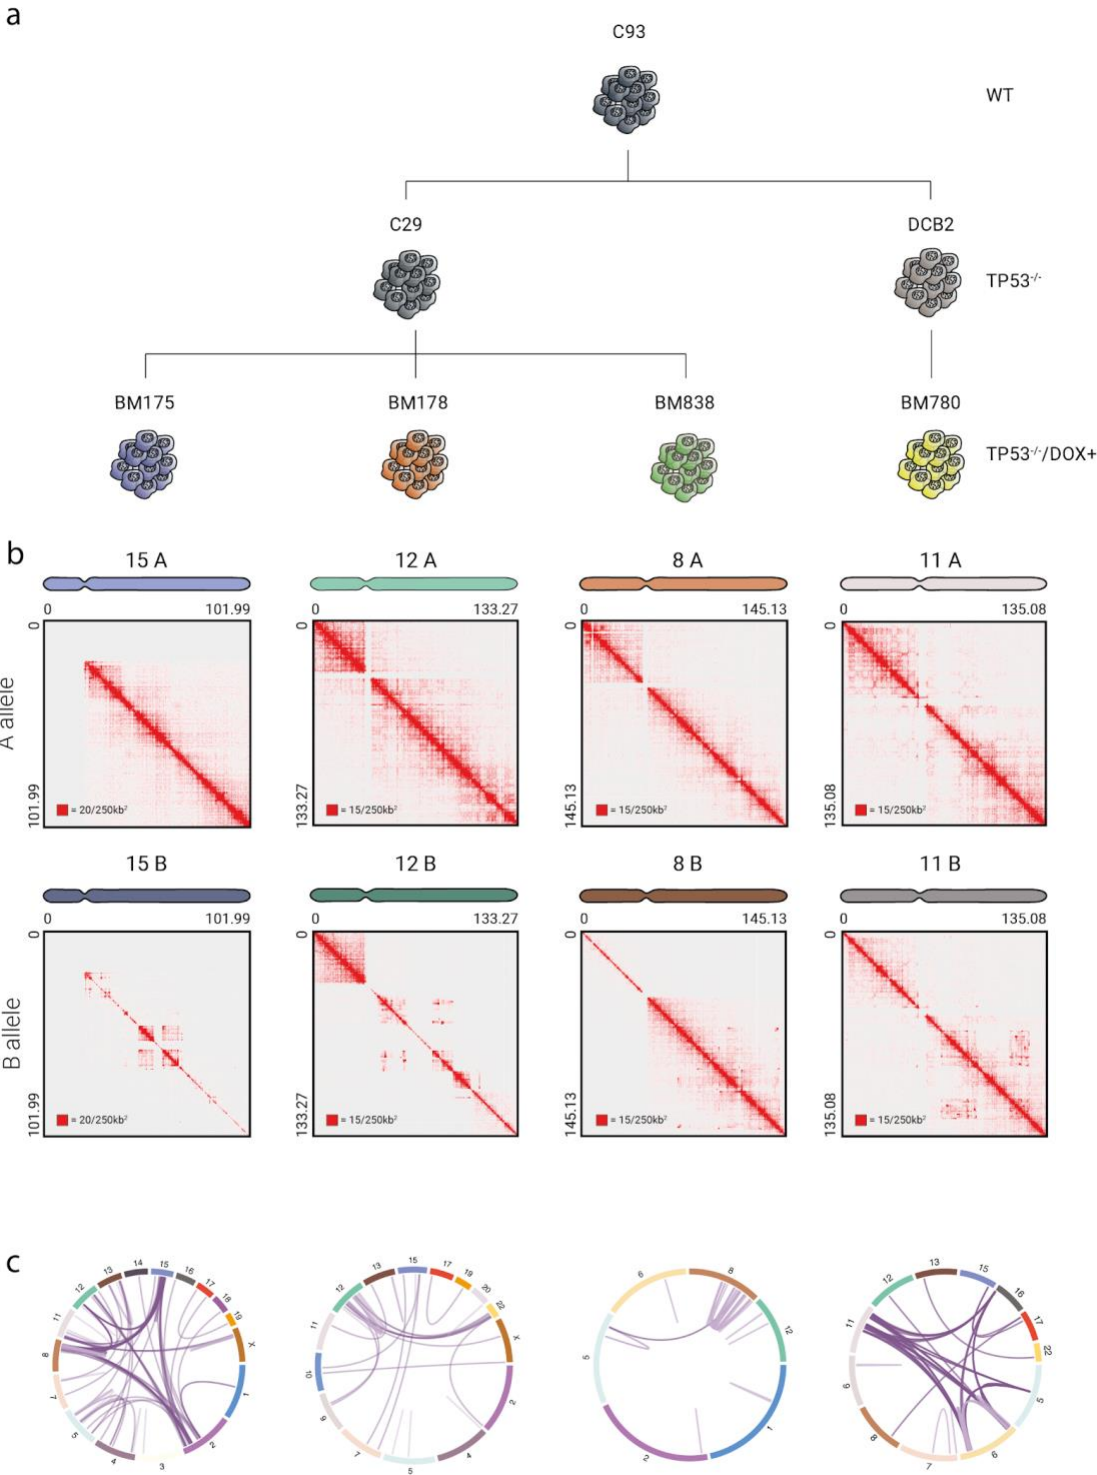 a
C93
WT
C29
DCB2
TP53-/-
BM175
BM178
BM838
BM780
TP53-/-/DOX+
b
15 A
12 A
8 A
11 A
0 101.99
0 133.27
0 145.13
0 135.08
A allele
0 101.99
0 133.27
0 145.13
0 135.08
= 20/250kb2
= 15/250kb2
= 15/250kb2
= 15/250kb2
15 B
12 B
8 B
11 B
0 101.99
0 133.27
0 145.13
0 135.08
B allele
0 101.99
0 133.27
0 145.13
0 135.08
= 20/250kb2
= 15/250kb2
= 15/250kb2
= 15/250kb2
c
1 2 3 4 5 7 8 11 12 13 14 15 16 17 18 19 X
2 4 5 7 9 10 11 12 13 15 17 19 20 22 X
1 2 5 6 8 12
5 6 7 8 9 11 12 13 15 16 17 22